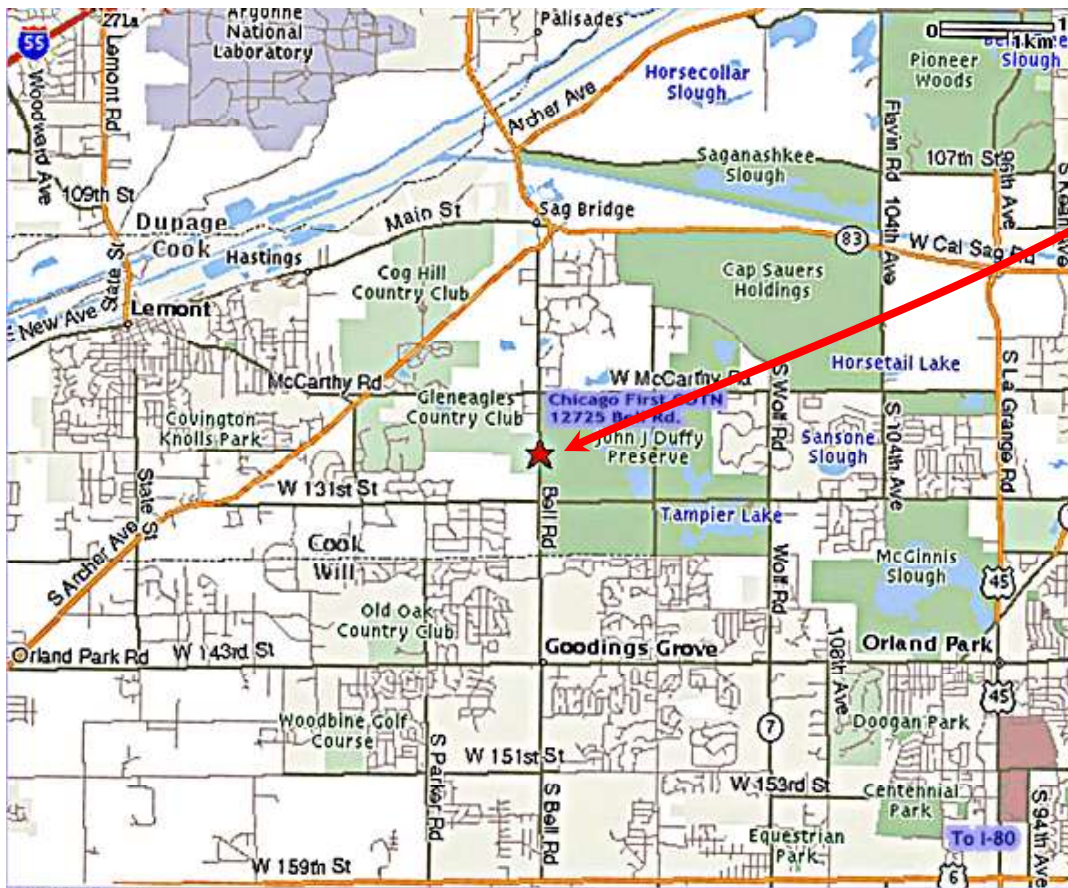 271a
Argonne
National
Laboratory
Palisades
0
1
1km
55
Woodward Ave
Lemont Rd
Horsecollar
Slough
Archer Ave
Pioneer
Woods
Slough
Flavin Rd
107th St
96th Ave
Saganashkee
Slough
109th St
Dupage
Cook
Main St
Sag Bridge
Hastings
83
W Cal Sag Rd
104th Ave
State St
Cog Hill
Country Club
Cap Sauers
Holdings
E New Ave
Lemont
Horsetail Lake
McCarthy Rd
W McCarthy Rd
S Wolf Rd
S La Grange Rd
Gleneagles
Country Club
Chicago First
12725 Bell Rd.
Covington
Knolls Park
John J Duffy
Preserve
Sansone
Slough
S 104th Ave
State St
W 131st St
Bell Rd
Tampier Lake
S Archer Ave
Cook
Will
Wolf Rd
McGinnis
Slough
45
Old Oak
Country Club
Orland Park Rd
W 143rd St
Goodings Grove
108th Ave
Orland Park
45
Woodbine Golf
Course
S Parker Rd
7
Doogan Park
W 151st St
S Bell Rd
W 153rd St
Centennial
Park
S 94th Ave
Equestrian
Park
To I-80
W 159th St
6